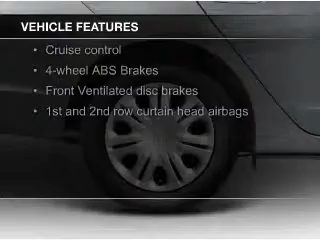 VEHICLE FEATURES
• Cruise control
• 4-wheel ABS Brakes
• Front Ventilated disc brakes
• 1st and 2nd row curtain head airbags